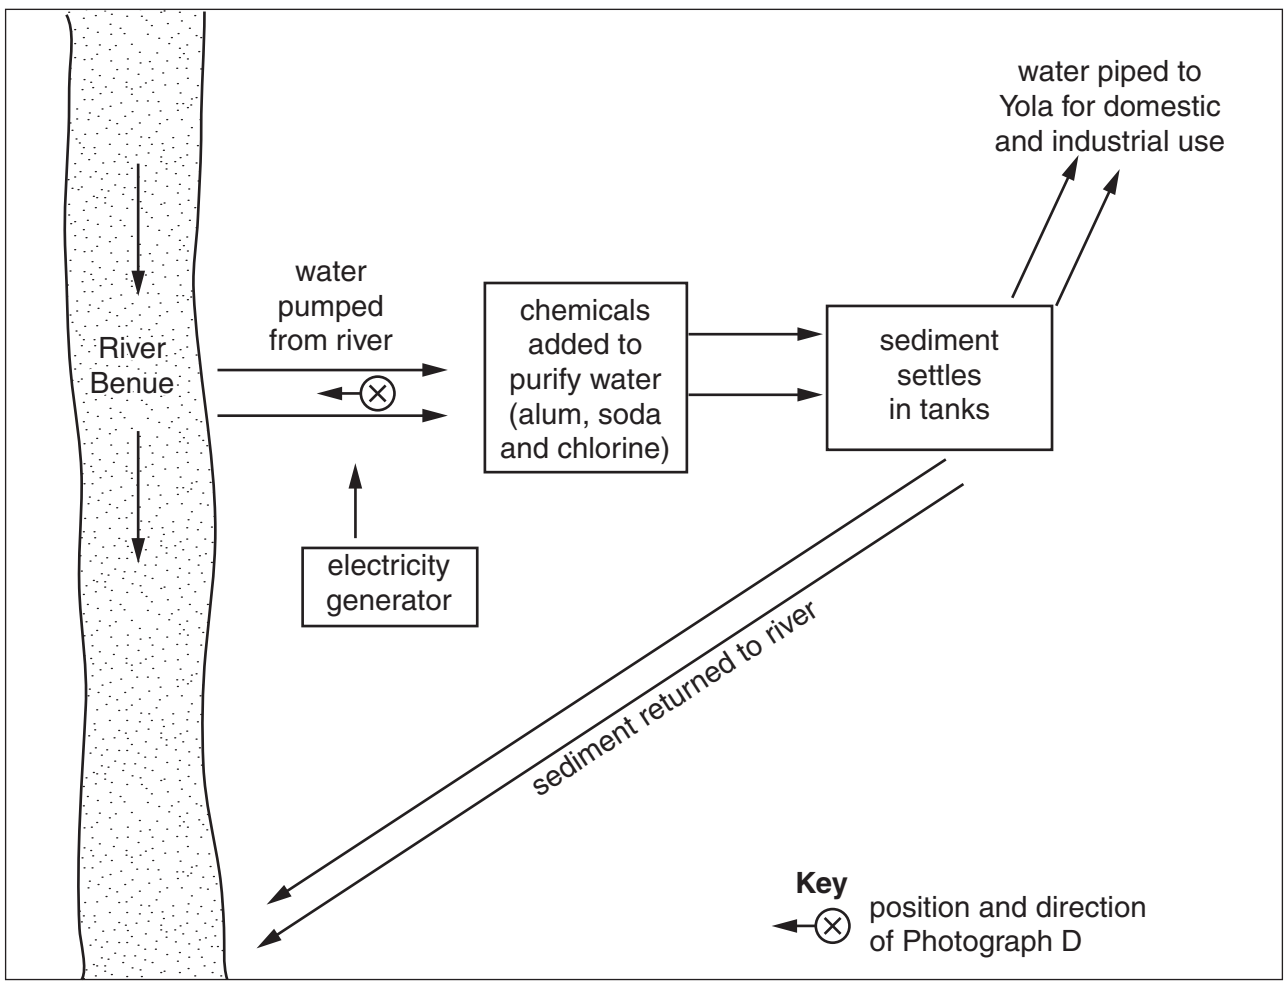 water piped to
Yola for domestic
and industrial use
water
pumped
from river
River
Benue
chemicals
added to
purify water
(alum, soda
and chlorine)
sediment
settles
in tanks
electricity
generator
sediment returned to river
Key
position and direction
of Photograph D